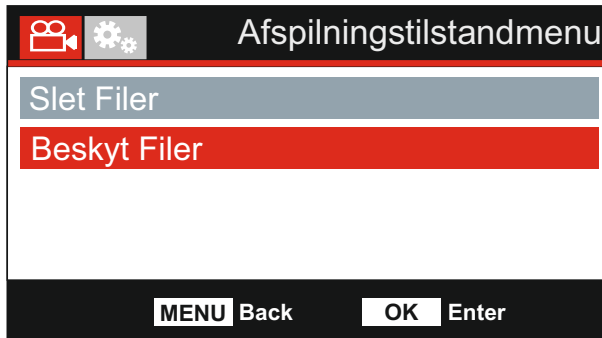 Afspilningstilstandmenu
Slet Filer
Beskyt Filer
MENU Back OK Enter